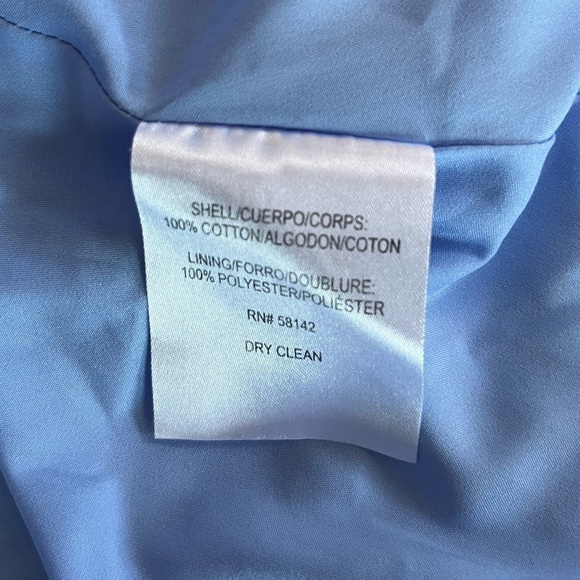 SHELL/CUERPO/CORPS:
100% COTTON/ALGODON/COTON
LINING/FORRO/DOUBLURE:
100% POLYESTER/POLIÉSTER
RN# 58142
DRY CLEAN